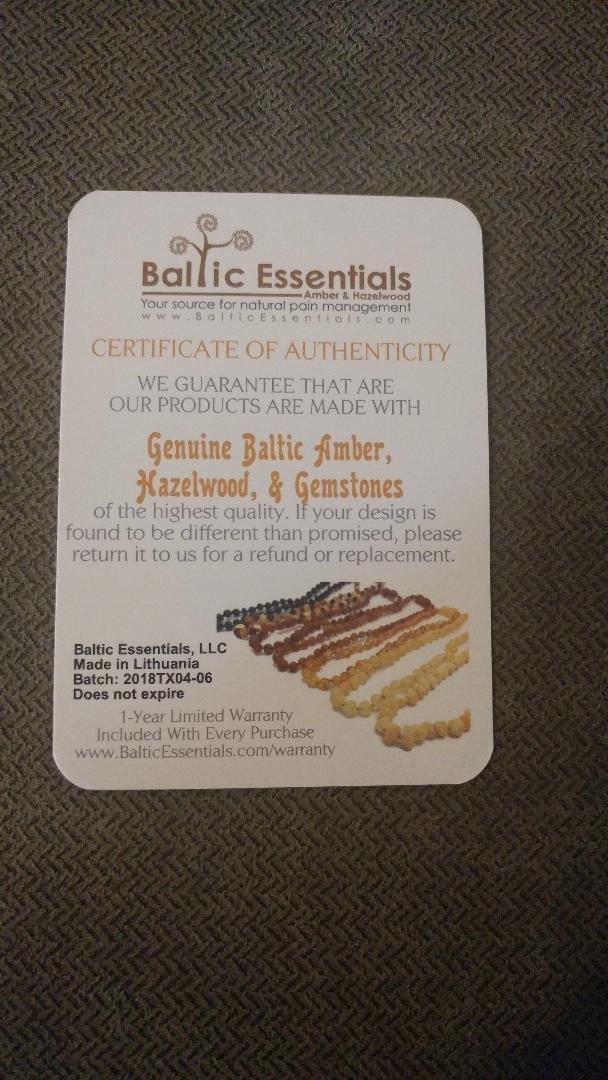 Baltic Essentials
Amber & Hazelwood
Your source for natural pain management
www.BalticEssentials.com
CERTIFICATE OF AUTHENTICITY
WE GUARANTEE THAT ARE
OUR PRODUCTS ARE MADE WITH
Genuine Baltic Amber,
Hazelwood, & Gemstones
of the highest quality. If your design is
found to be different than promised, please
return it to us for a refund or replacement.
Baltic Essentials, LLC
Made in Lithuania
Batch: 2018TX04-06
Does not expire
1-Year Limited Warranty
Included With Every Purchase
www.BalticEssentials.com/warranty